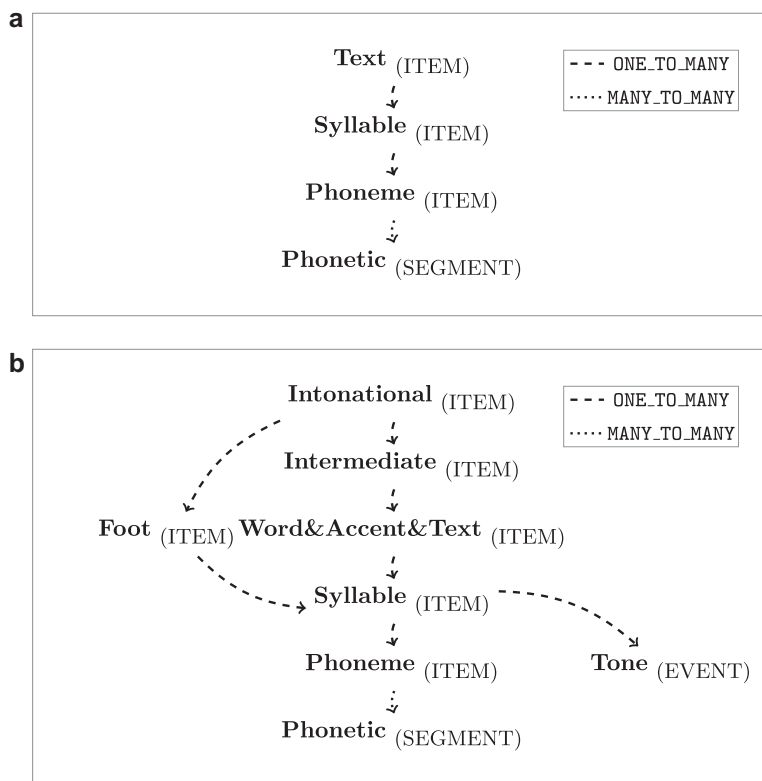 a
Text (ITEM)
ONE_TO_MANY
MANY_TO_MANY
Syllable (ITEM)
Phoneme (ITEM)
Phonetic (SEGMENT)
b
Intonational (ITEM)
ONE_TO_MANY
MANY_TO_MANY
Intermediate (ITEM)
Foot (ITEM) Word&Accent&Text (ITEM)
Syllable (ITEM)
Phoneme (ITEM) Tone (EVENT)
Phonetic (SEGMENT)